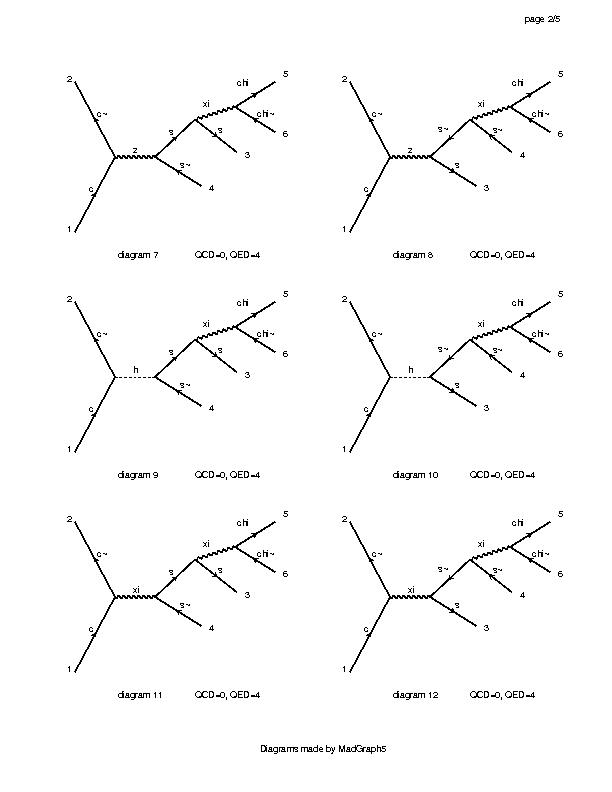 page 2/5
2 c~ c 1 z s s~ xi s chi chi~ 5 6 3 4
diagram 7 QCD=0, QED=4
2 c~ c 1 z s~ s xi s~ chi chi~ 5 6 4 3
diagram 8 QCD=0, QED=4
2 c~ c 1 h s s~ xi s chi chi~ 5 6 3 4
diagram 9 QCD=0, QED=4
2 c~ c 1 h s~ s xi s~ chi chi~ 5 6 4 3
diagram 10 QCD=0, QED=4
2 c~ c 1 xi s s~ xi s chi chi~ 5 6 3 4
diagram 11 QCD=0, QED=4
2 c~ c 1 xi s~ s xi s~ chi chi~ 5 6 4 3
diagram 12 QCD=0, QED=4
Diagrams made by MadGraph5